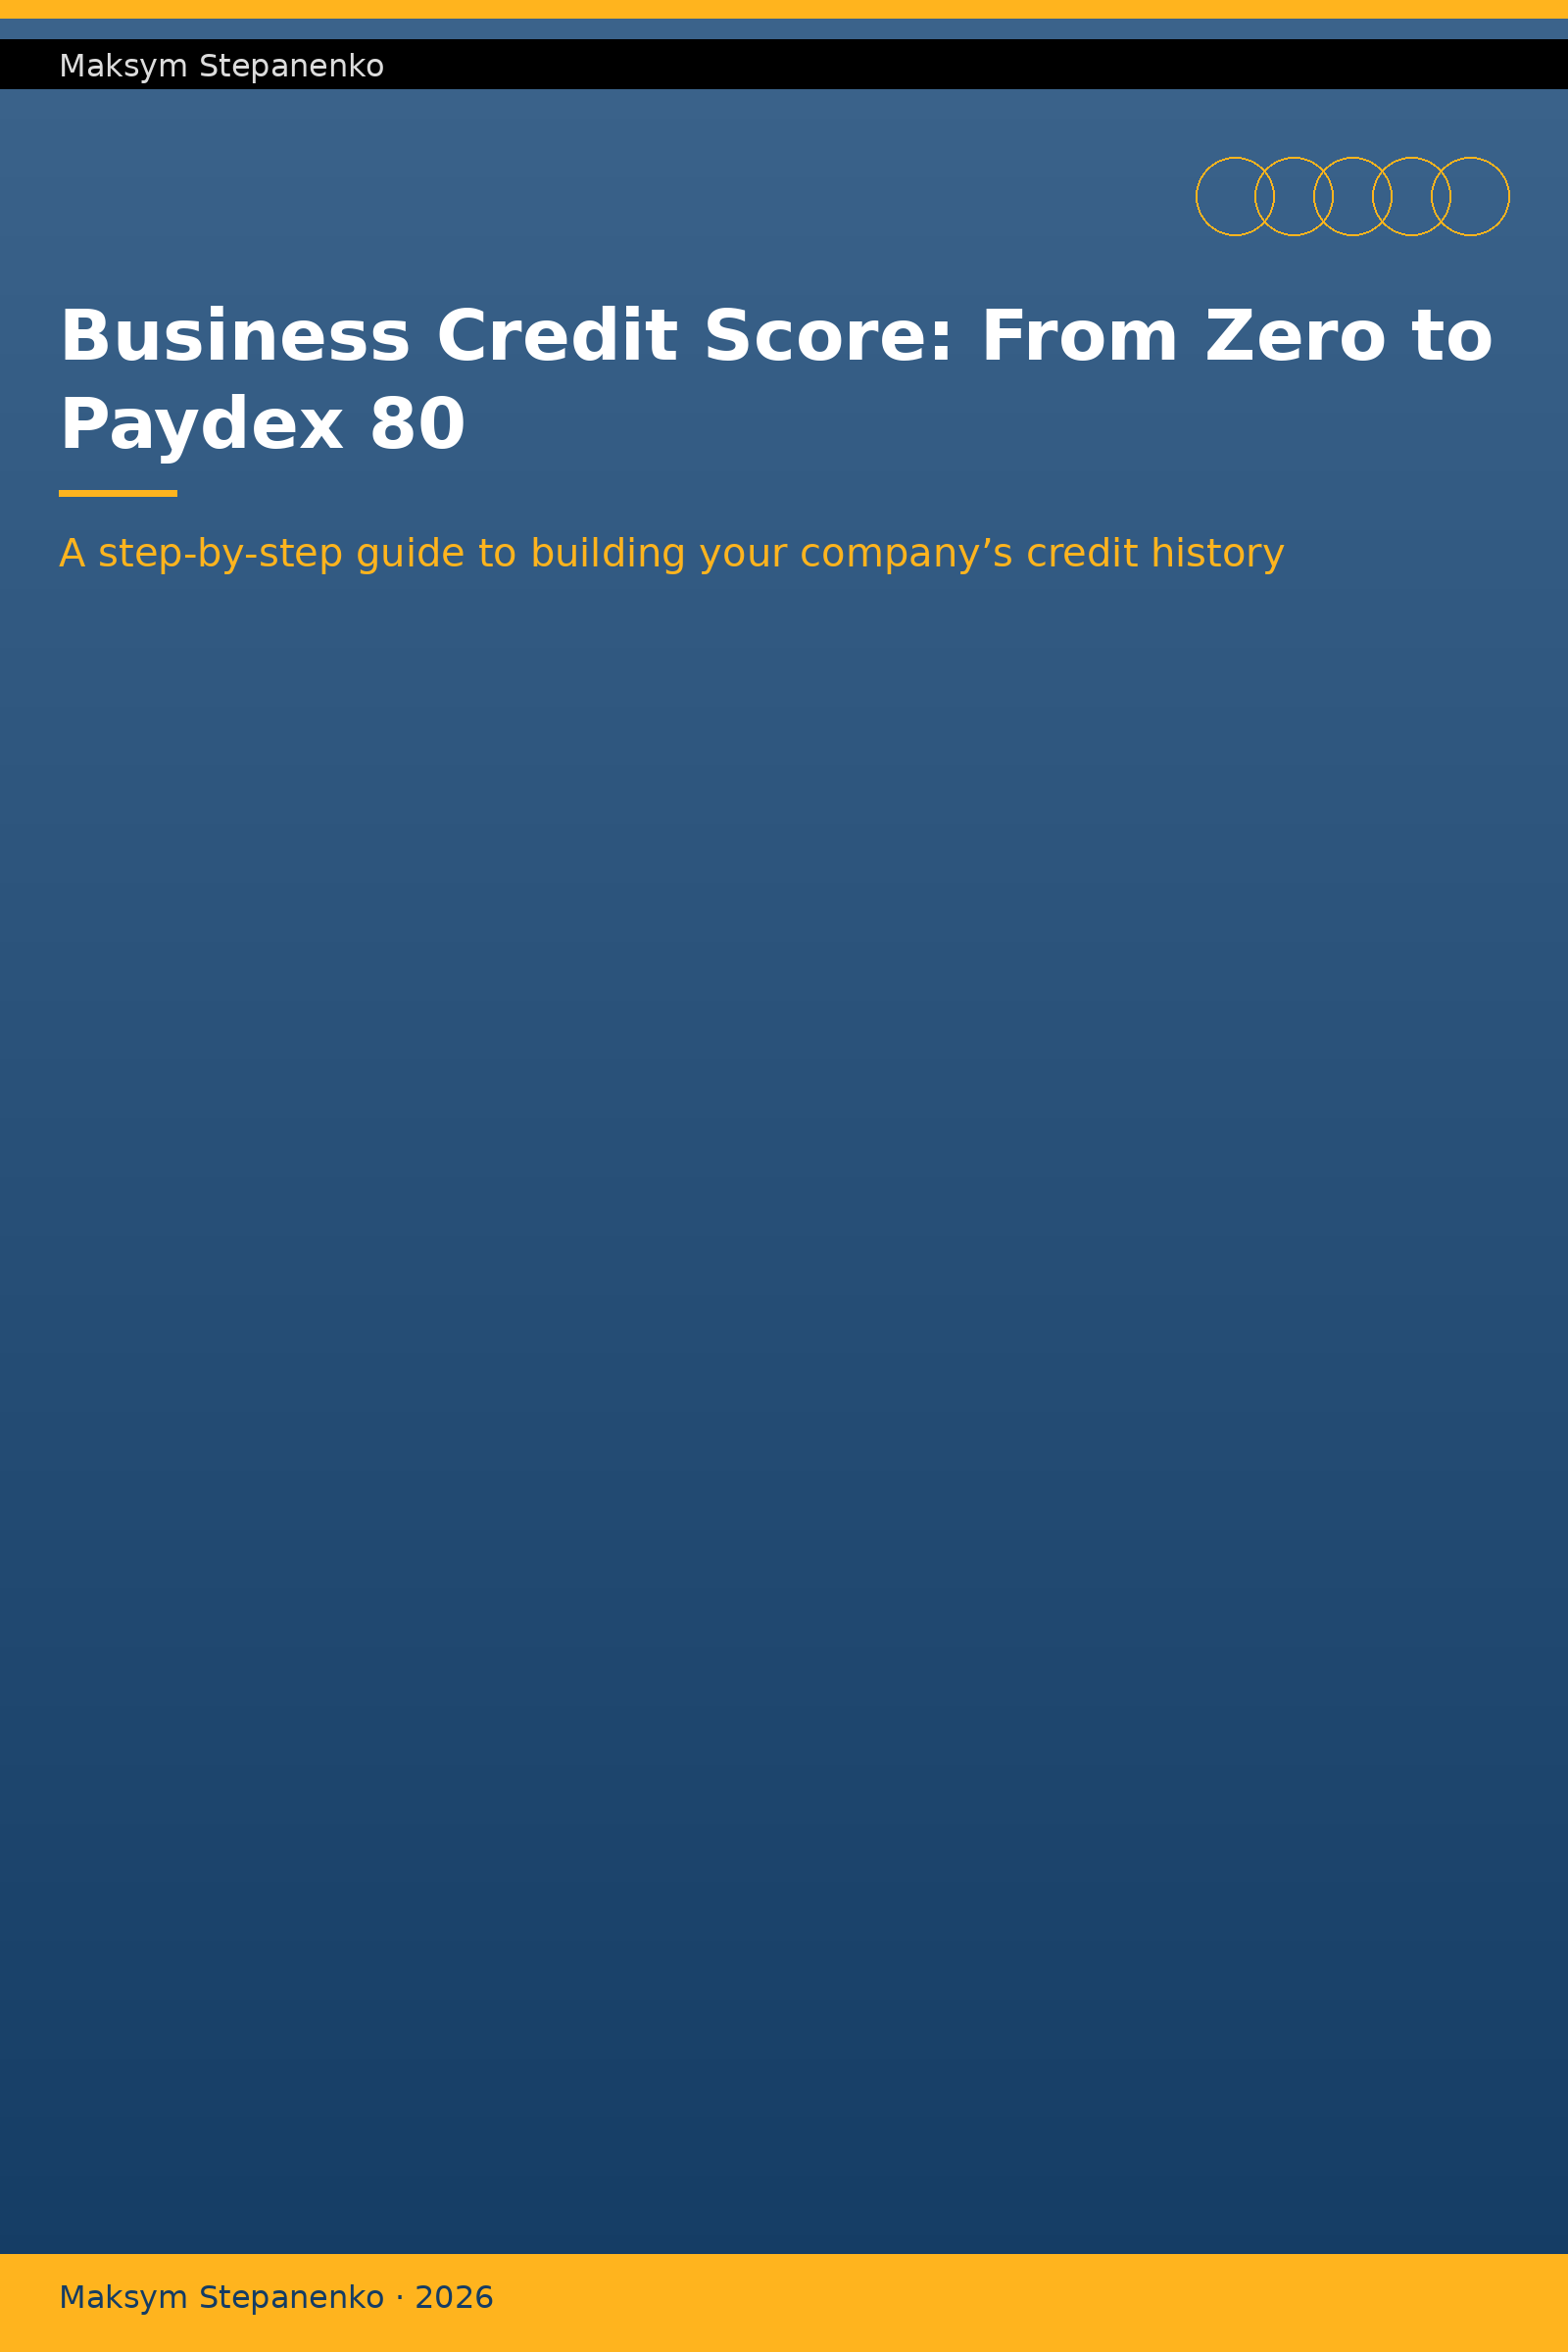 Maksym Stepanenko
Business Credit Score: From Zero to
Paydex 80
A step-by-step guide to building your company’s credit history
Maksym Stepanenko · 2026